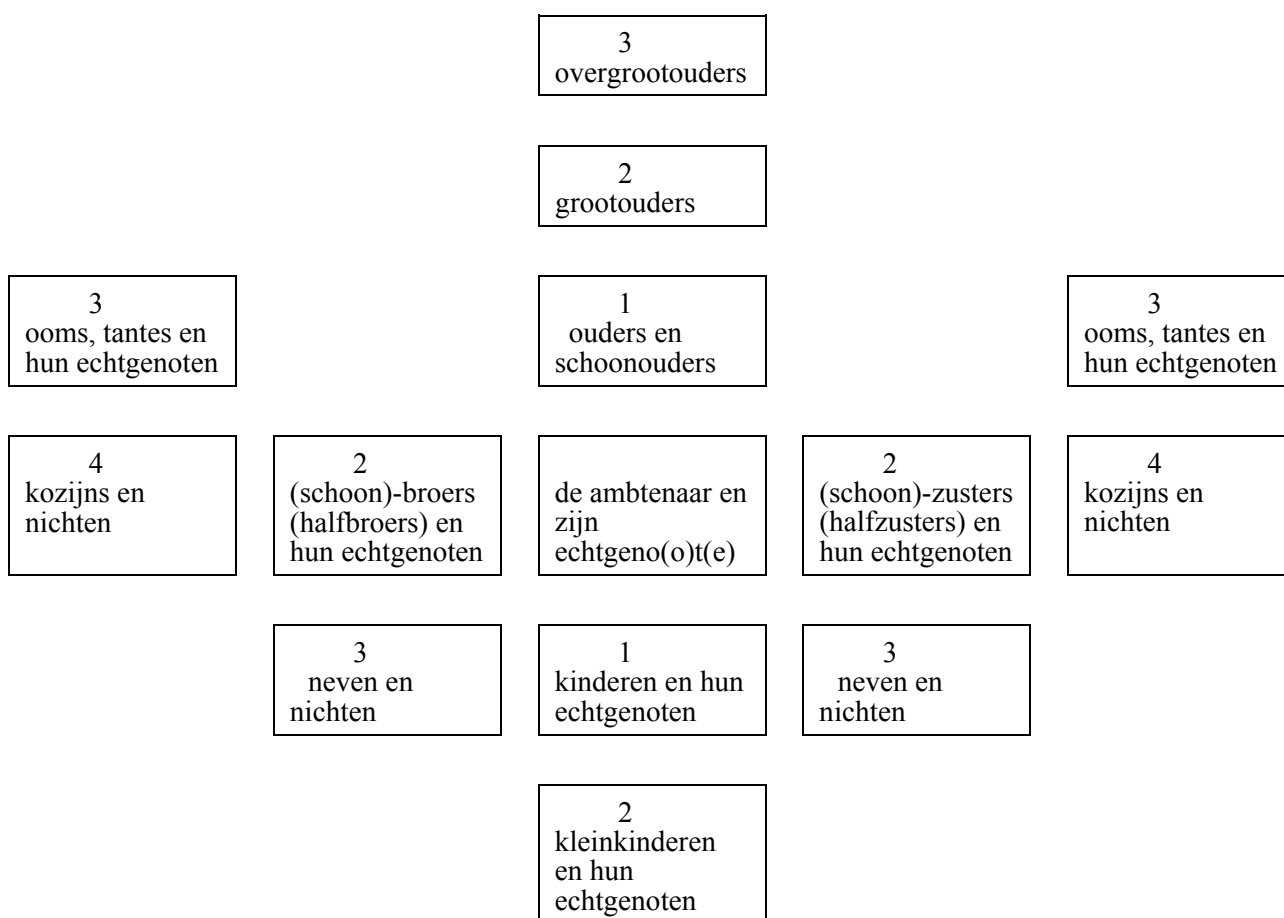 3
overgrootouders
2
grootouders
3
ooms, tantes en
hun echtgenoten
1
ouders en
schoonouders
3
ooms, tantes en
hun echtgenoten
4
kozijns en
nichten
2
(schoon)-broers
(halfbroers) en
hun echtgenoten
de ambtenaar en
zijn
echtgeno(o)t(e)
2
(schoon)-zusters
(halfzusters) en
hun echtgenoten
4
kozijns en
nichten
3
neven en
nichten
1
kinderen en hun
echtgenoten
3
neven en
nichten
2
kleinkinderen
en hun
echtgenoten